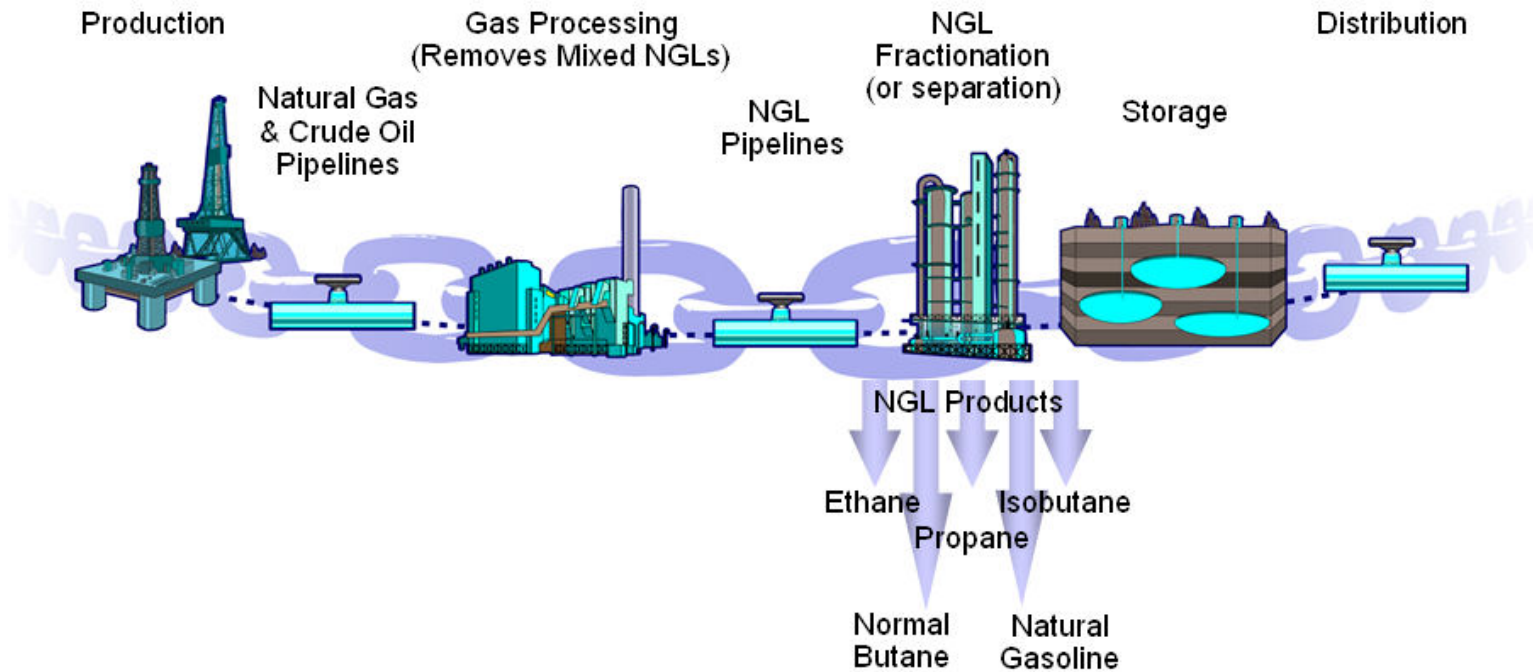 Production
Gas Processing
(Removes Mixed NGLs)
NGL
Fractionation
(or separation)
Distribution
Natural Gas
& Crude Oil
Pipelines
NGL
Pipelines
Storage
NGL Products
Ethane
Isobutane
Propane
Normal
Butane
Natural
Gasoline